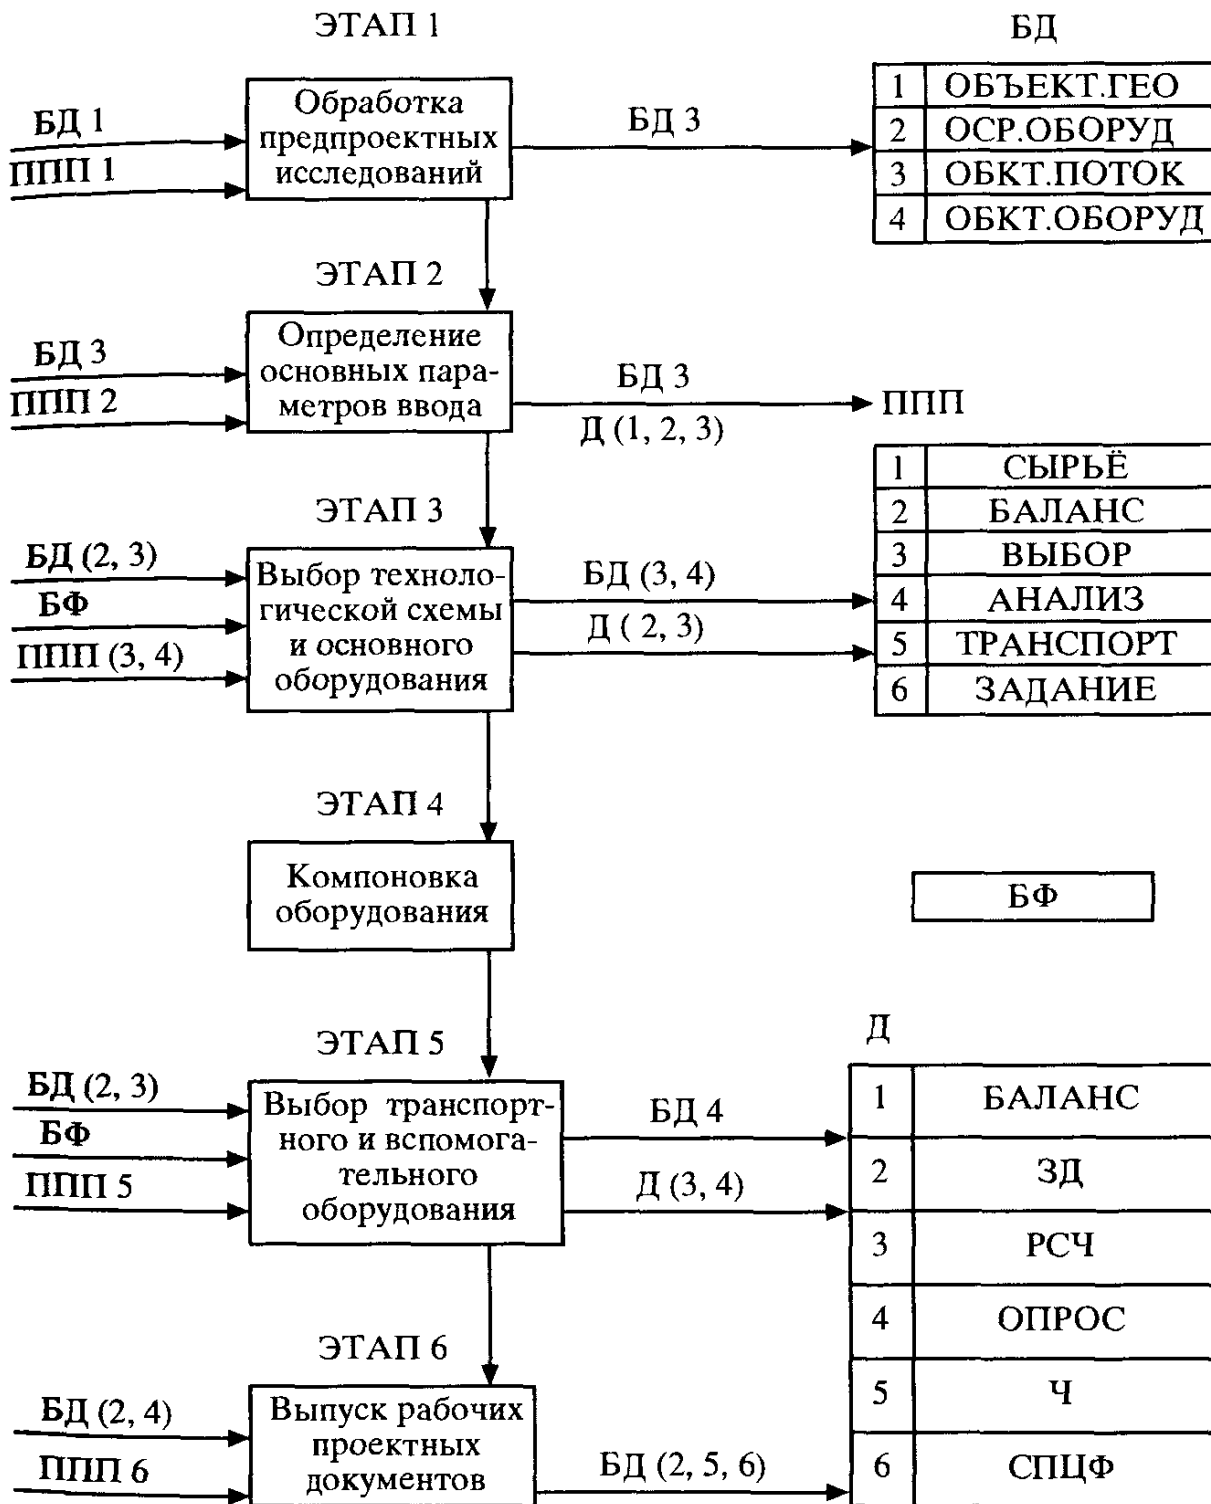 ЭТАП 1
БД
БД 1
ППП 1
Обработка
предпроектных
исследований
БД 3
1 ОБЪЕКТ.ГЕО
2 ОСР.ОБОРУД
3 ОБКТ.ПОТОК
4 ОБКТ.ОБОРУД
ЭТАП 2
БД 3
ППП 2
Определение
основных пара-
метров ввода
БД 3
Д (1, 2, 3)
ППП
1 СЫРЬЁ
2 БАЛАНС
3 ВЫБОР
4 АНАЛИЗ
5 ТРАНСПОРТ
6 ЗАДАНИЕ
ЭТАП 3
БД (2, 3)
БФ
ППП (3, 4)
Выбор техноло-
гической схемы
и основного
оборудования
БД (3, 4)
Д ( 2, 3)
ЭТАП 4
Компоновка
оборудования
БФ
ЭТАП 5
БД (2, 3)
БФ
ППП 5
Выбор транспорт-
ного и вспомога-
тельного
оборудования
БД 4
Д (3, 4)
Д
1 БАЛАНС
2 ЗД
3 РСЧ
4 ОПРОС
5 Ч
6 СПЦФ
ЭТАП 6
БД (2, 4)
ППП 6
Выпуск рабочих
проектных
документов
БД (2, 5, 6)